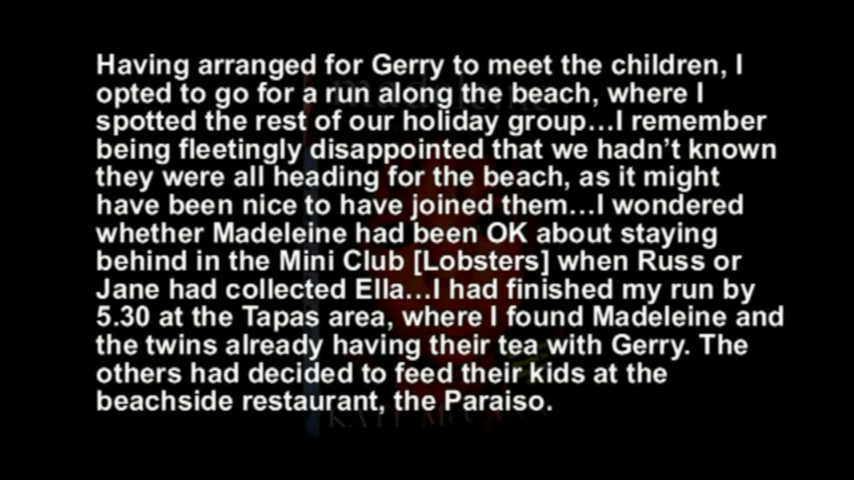 Having arranged for Gerry to meet the children, I
opted to go for a run along the beach, where I
spotted the rest of our holiday group...I remember
being fleetingly disappointed that we hadn't known
they were all heading for the beach, as it might
have been nice to have joined them...I wondered
whether Madeleine had been OK about staying
behind in the Mini Club [Lobsters] when Russ or
Jane had collected Ella...I had finished my run by
5.30 at the Tapas area, where I found Madeleine and
the twins already having their tea with Gerry. The
others had decided to feed their kids at the
beachside restaurant, the Paraiso.